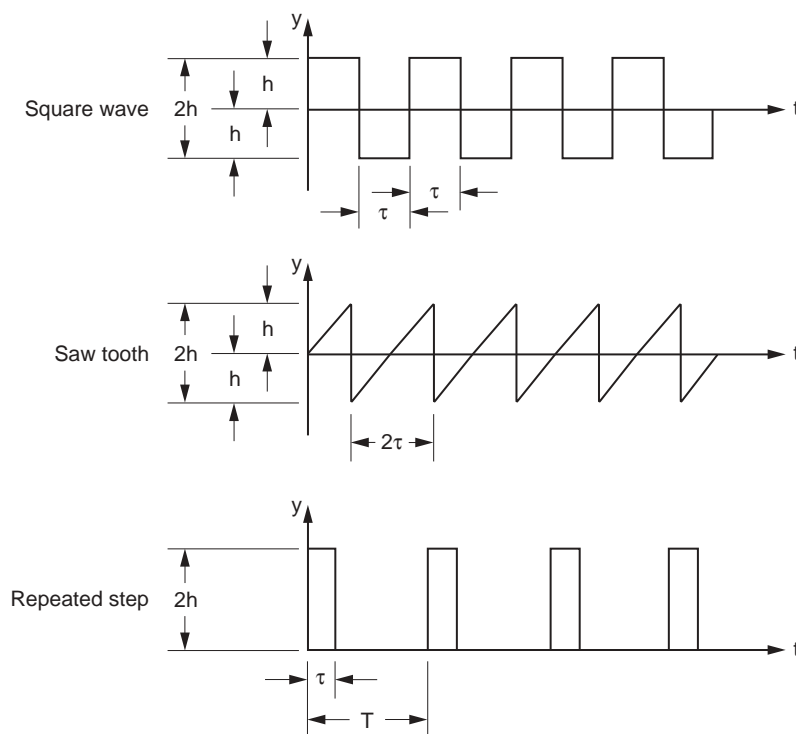 y
h
Square wave 2h t
h
τ
τ
y
h
Saw tooth 2h t
h
2τ
y
Repeated step 2h
t
τ
T